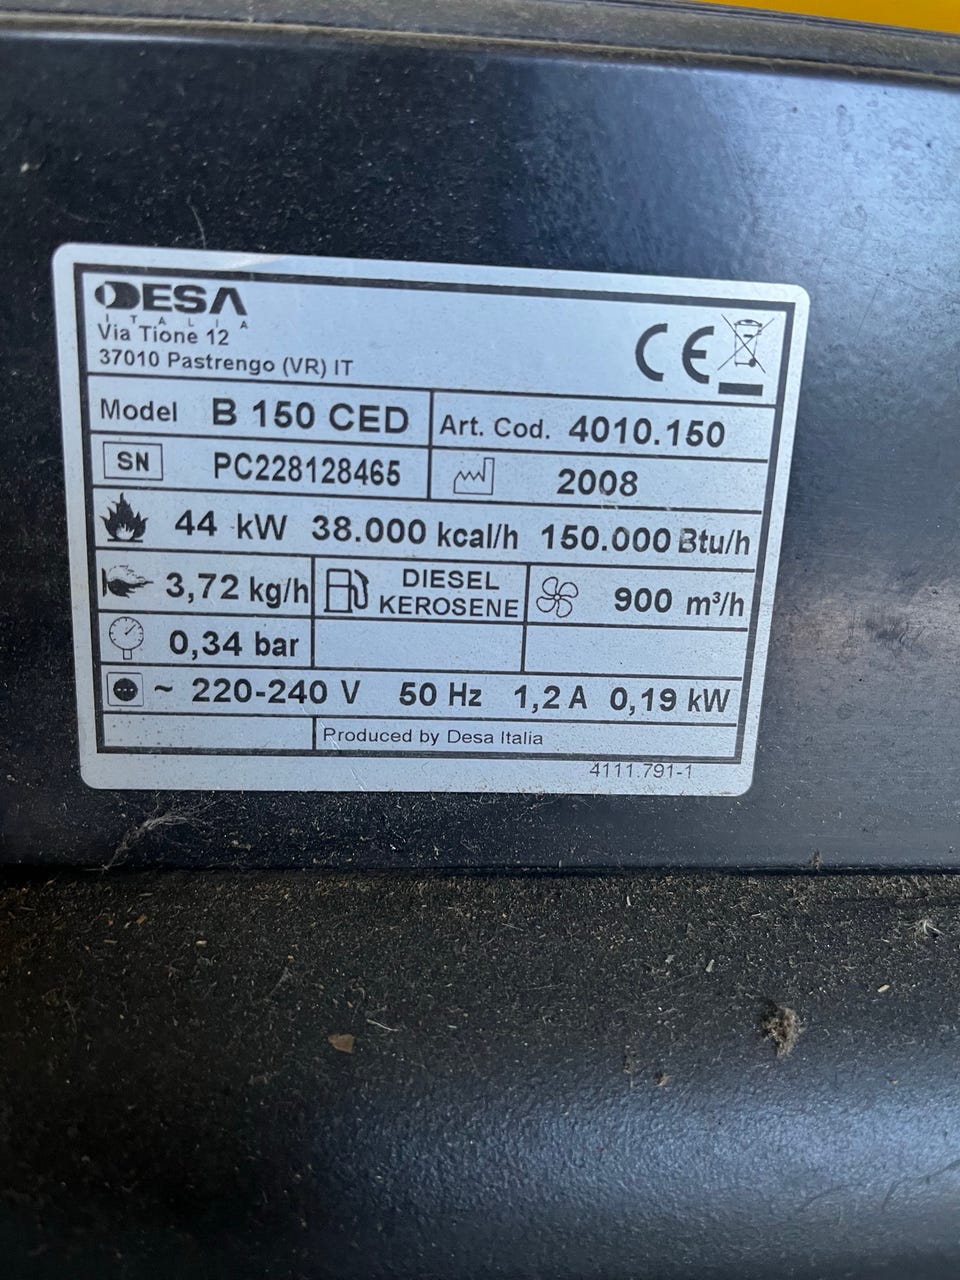 DESA
ITALIA
Via Tione 12
37010 Pastrengo (VR) IT
CE
Model B 150 CED Art. Cod. 4010.150
SN PC228128465 2008
44 kW 38.000 kcal/h 150.000 Btu/h
3,72 kg/h DIESEL KEROSENE 900 m³/h
0,34 bar
~ 220-240 V 50 Hz 1,2 A 0,19 kW
Produced by Desa Italia
4111.791-1